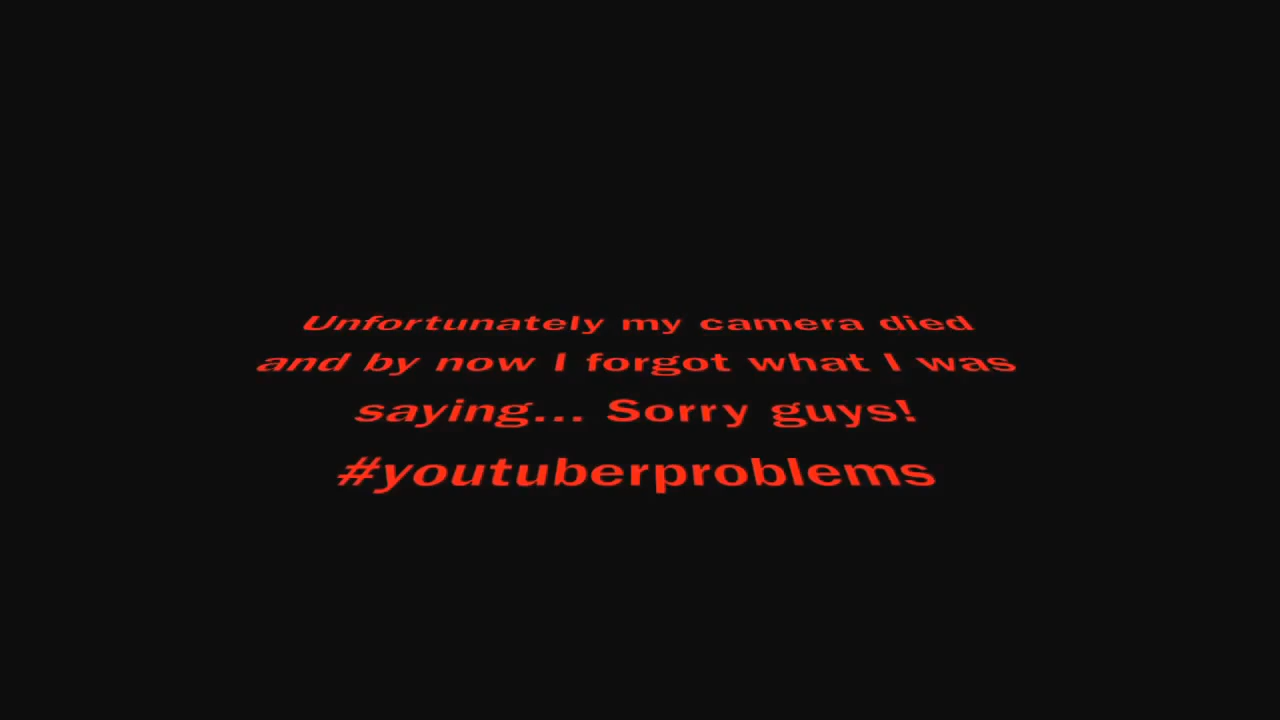 Unfortunately my camera died
and by now I forgot what I was
saying... Sorry guys!
#youtuberproblems